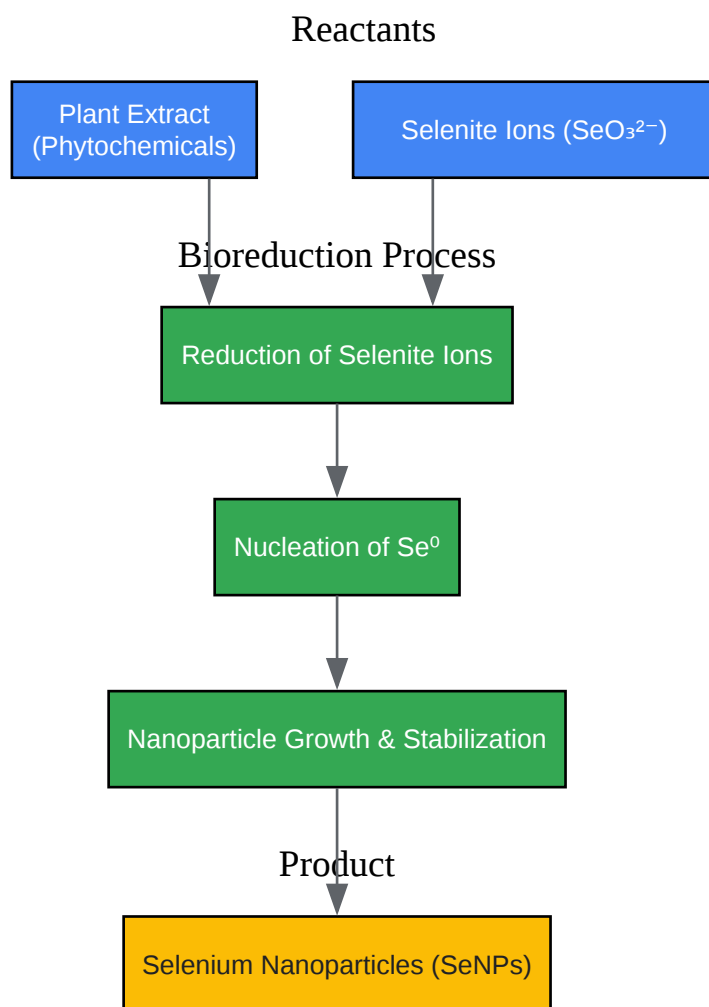 Reactants
Plant Extract
(Phytochemicals)
Selenite Ions (SeO₃²⁻)
Bioreduction Process
Reduction of Selenite Ions
Nucleation of Se⁰
Nanoparticle Growth & Stabilization
Product
Selenium Nanoparticles (SeNPs)